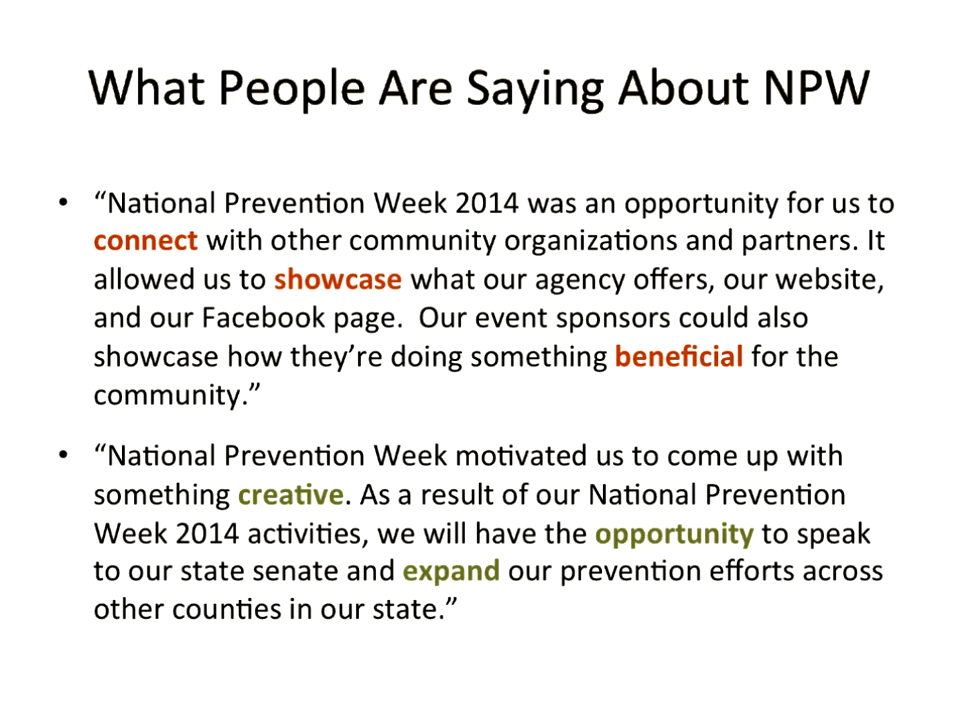 What People Are Saying About NPW
• “National Prevention Week 2014 was an opportunity for us to
connect with other community organizations and partners. It
allowed us to showcase what our agency offers, our website,
and our Facebook page.  Our event sponsors could also
showcase how they’re doing something beneficial for the
community.”
• “National Prevention Week motivated us to come up with
something creative. As a result of our National Prevention
Week 2014 activities, we will have the opportunity to speak
to our state senate and expand our prevention efforts across
other counties in our state.”